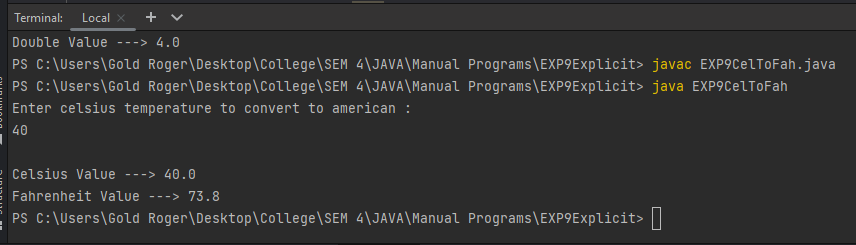 Terminal: Local × + ∨
Double Value ---> 4.0
PS C:\Users\Gold Roger\Desktop\College\SEM 4\JAVA\Manual Programs\EXP9Explicit> javac EXP9CelToFah.java
PS C:\Users\Gold Roger\Desktop\College\SEM 4\JAVA\Manual Programs\EXP9Explicit> java EXP9CelToFah
Enter celsius temperature to convert to american :
40
Celsius Value ---> 40.0
Fahrenheit Value ---> 73.8
PS C:\Users\Gold Roger\Desktop\College\SEM 4\JAVA\Manual Programs\EXP9Explicit>